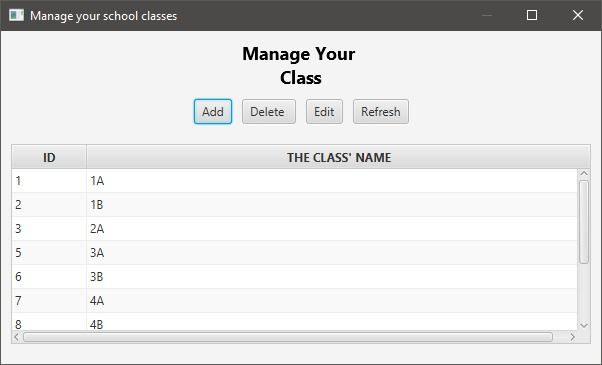 Manage your school classes
Manage Your
Class
Add Delete Edit Refresh
ID THE CLASS' NAME
1 1A
2 1B
3 2A
5 3A
6 3B
7 4A
8 4B